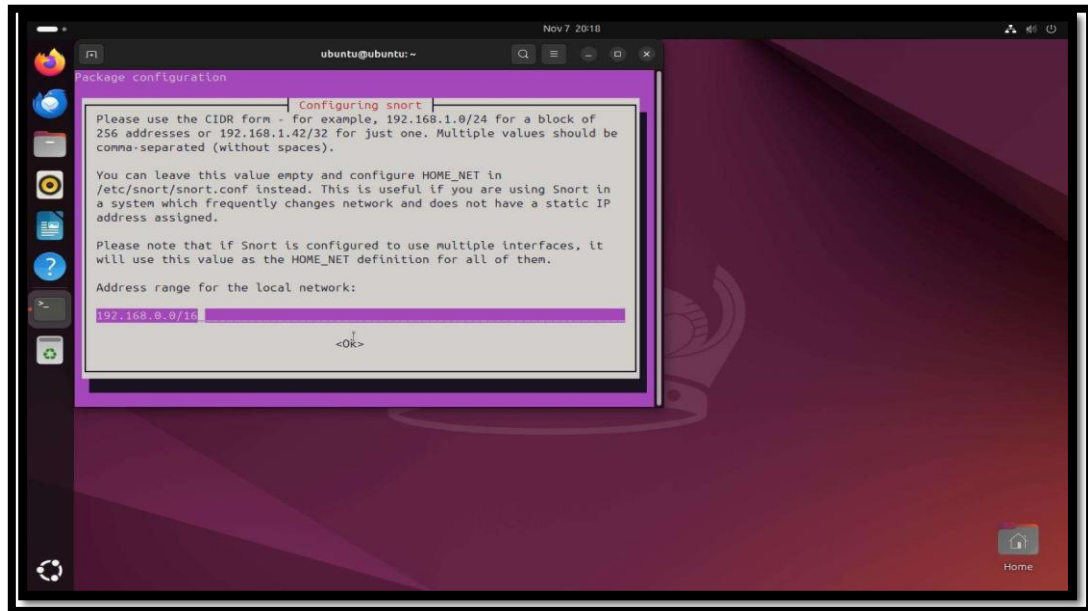 Nov 7 20:18
ubuntu@ubuntu: ~
Package configuration
Configuring snort
Please use the CIDR form - for example, 192.168.1.0/24 for a block of
256 addresses or 192.168.1.42/32 for just one. Multiple values should be
comma-separated (without spaces).
You can leave this value empty and configure HOME_NET in
/etc/snort/snort.conf instead. This is useful if you are using Snort in
a system which frequently changes network and does not have a static IP
address assigned.
Please note that if Snort is configured to use multiple interfaces, it
will use this value as the HOME_NET definition for all of them.
Address range for the local network:
192.168.0.0/16
<Ok>
Home